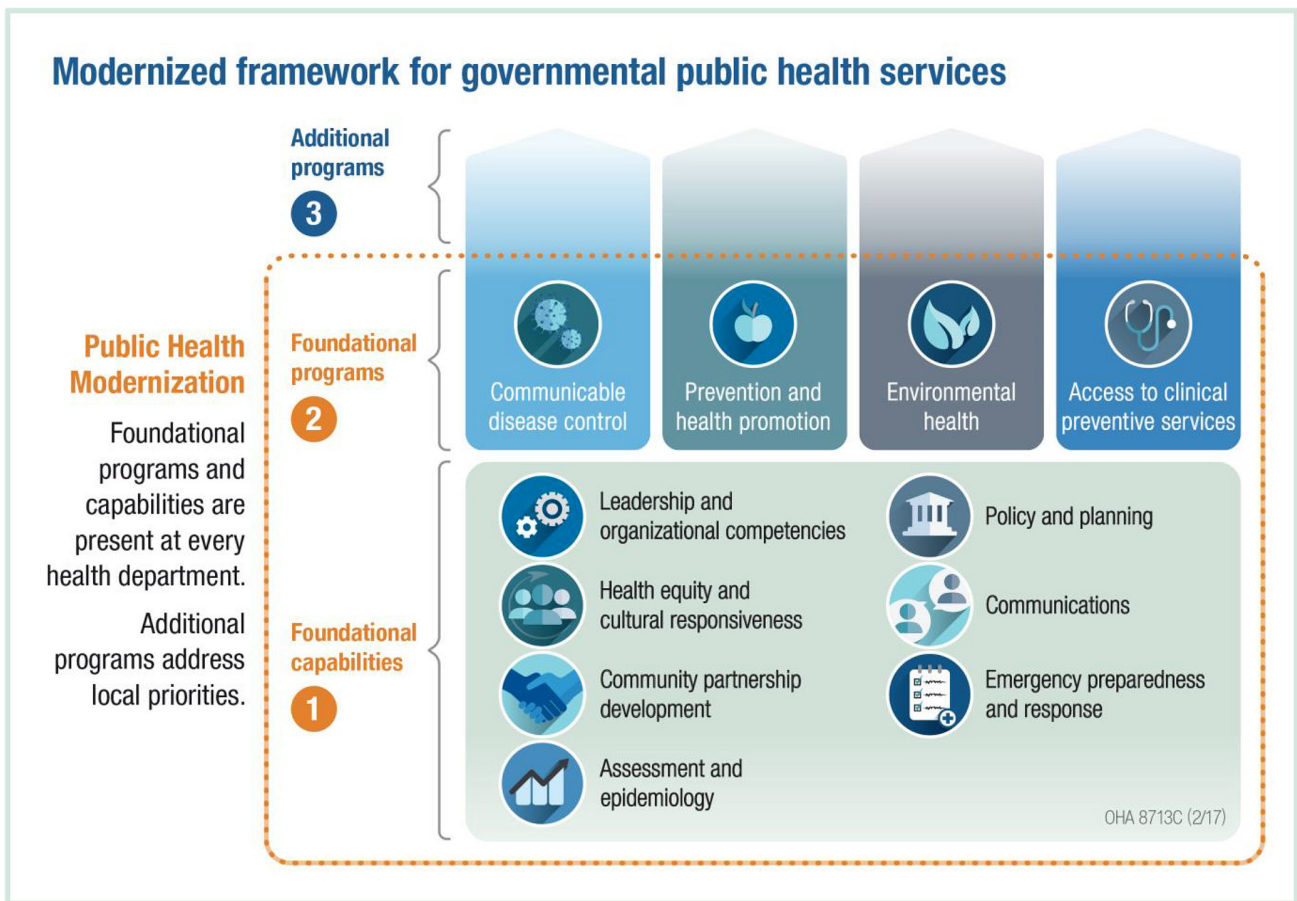 Modernized framework for governmental public health services
Additional
programs
3
Public Health
Modernization
Foundational
programs and
capabilities are
present at every
health department.
Additional
programs address
local priorities.
Foundational
programs
2
Communicable
disease control
Prevention and
health promotion
Environmental
health
Access to clinical
preventive services
Foundational
capabilities
1
Leadership and
organizational competencies
Health equity and
cultural responsiveness
Community partnership
development
Assessment and
epidemiology
Policy and planning
Communications
Emergency preparedness
and response
OHA 8713C (2/17)